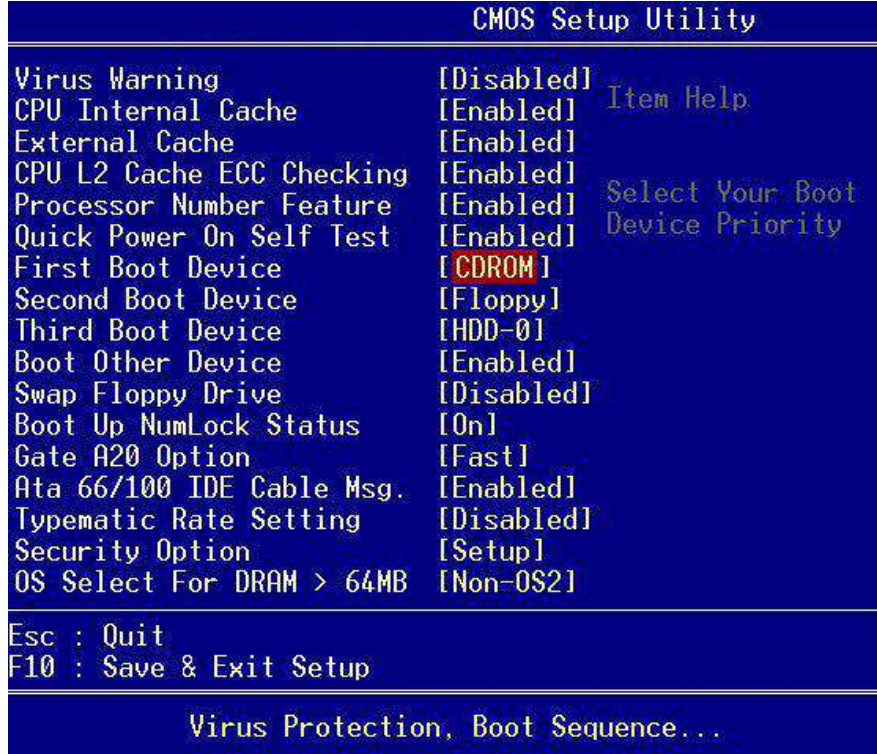 CMOS Setup Utility
Virus Warning [Disabled]
CPU Internal Cache [Enabled]
External Cache [Enabled]
CPU L2 Cache ECC Checking [Enabled]
Processor Number Feature [Enabled]
Quick Power On Self Test [Enabled]
First Boot Device [CDROM]
Second Boot Device [Floppy]
Third Boot Device [HDD-0]
Boot Other Device [Enabled]
Swap Floppy Drive [Disabled]
Boot Up NumLock Status [On]
Gate A20 Option [Fast]
Ata 66/100 IDE Cable Msg. [Enabled]
Typematic Rate Setting [Disabled]
Security Option [Setup]
OS Select For DRAM > 64MB [Non-OS2]
Item Help
Select Your Boot
Device Priority
Esc : Quit
F10 : Save & Exit Setup
Virus Protection, Boot Sequence...